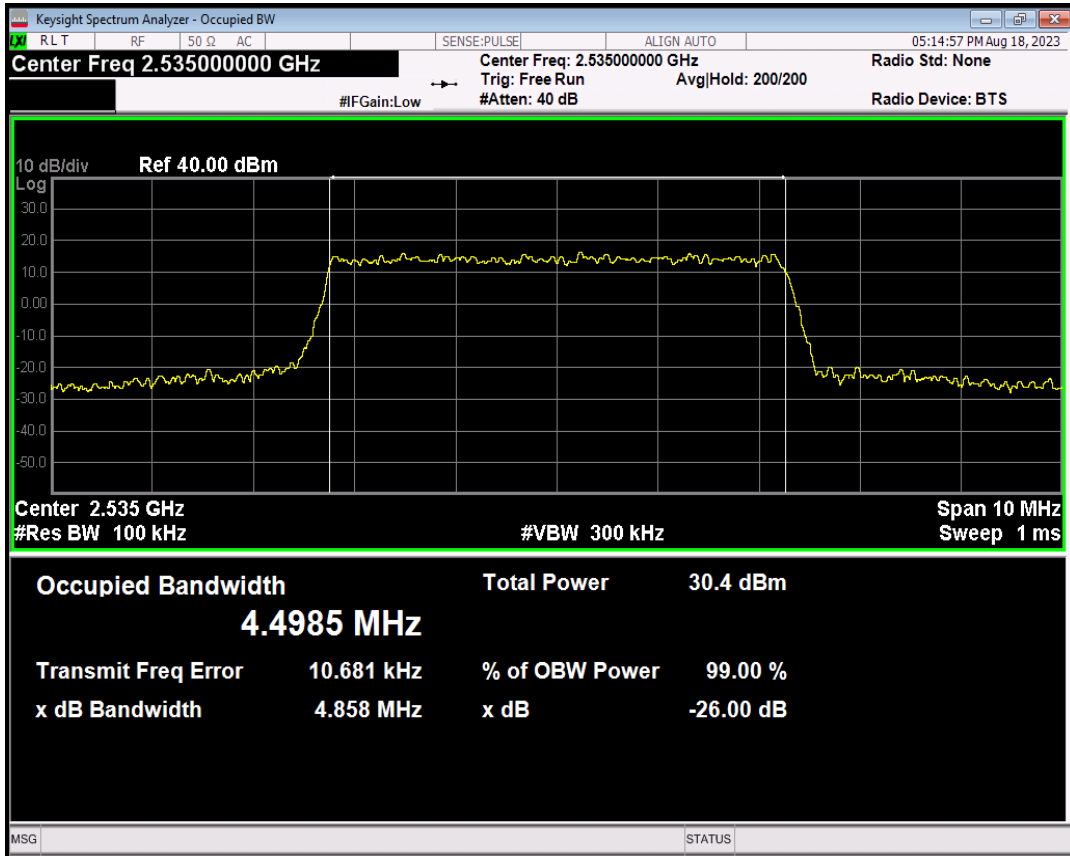 Keysight Spectrum Analyzer - Occupied BW
LXI RLT RF 50 Ω AC SENSE:PULSE ALIGN AUTO 05:14:57 PM Aug 18, 2023
Center Freq 2.535000000 GHz Center Freq: 2.535000000 GHz Radio Std: None
Trig: Free Run Avg|Hold: 200/200
#IFGain:Low #Atten: 40 dB Radio Device: BTS
10 dB/div Ref 40.00 dBm
Log
30.0
20.0
10.0
0.00
-10.0
-20.0
-30.0
-40.0
-50.0
Center 2.535 GHz Span 10 MHz
#Res BW 100 kHz #VBW 300 kHz Sweep 1 ms
Occupied Bandwidth Total Power 30.4 dBm
4.4985 MHz
Transmit Freq Error 10.681 kHz % of OBW Power 99.00 %
x dB Bandwidth 4.858 MHz x dB -26.00 dB
MSG STATUS